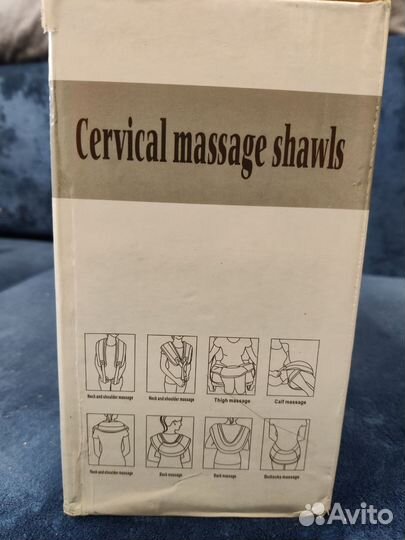 Cervical massage shawls
Neck and shoulder massage
Neck and shoulder massage
Thigh massage
Calf massage
Neck and shoulder massage
Back massage
Back massage
Buttocks massage
Avito